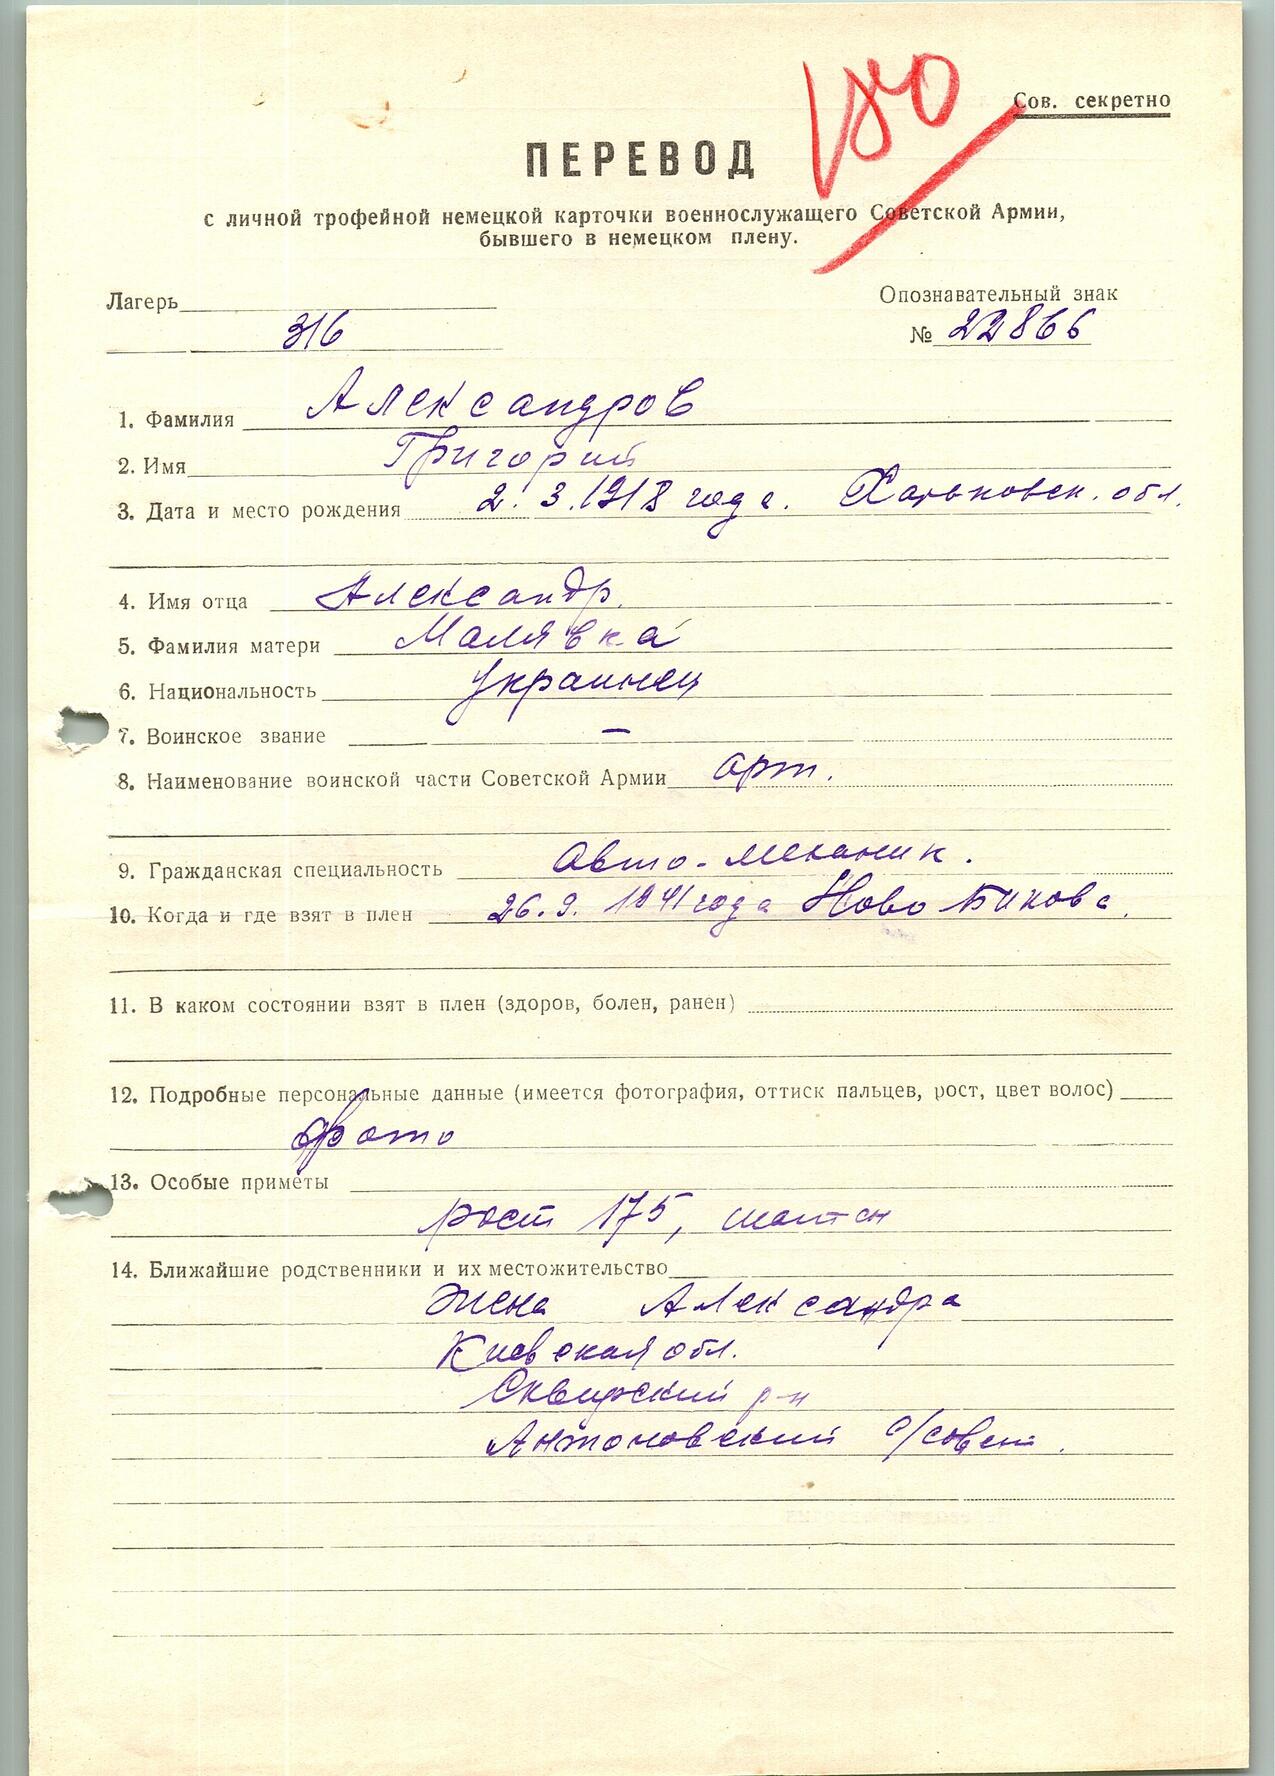 Сов. секретно
ПЕРЕВОД
с личной трофейной немецкой карточки военнослужащего Советской Армии,
бывшего в немецком плену.
Лагерь
Опознавательный знак
316
№ 22866
1. Фамилия Александров
2. Имя Григорий
3. Дата и место рождения 2. 3. 1918 года. Харьковск. обл.
4. Имя отца Александр.
5. Фамилия матери Малявка
6. Национальность Украинец
7. Воинское звание —
8. Наименование воинской части Советской Армии арт.
9. Гражданская специальность Авто-механик.
10. Когда и где взят в плен 26. 9. 1941 года Ново Бикова.
11. В каком состоянии взят в плен (здоров, болен, ранен)
12. Подробные персональные данные (имеется фотография, оттиск пальцев, рост, цвет волос)
фото
13. Особые приметы
рост 175,
14. Ближайшие родственники и их местожительство
Жена Александра
Киевская обл.
Сквирский р-н
Антоновский с/совет.